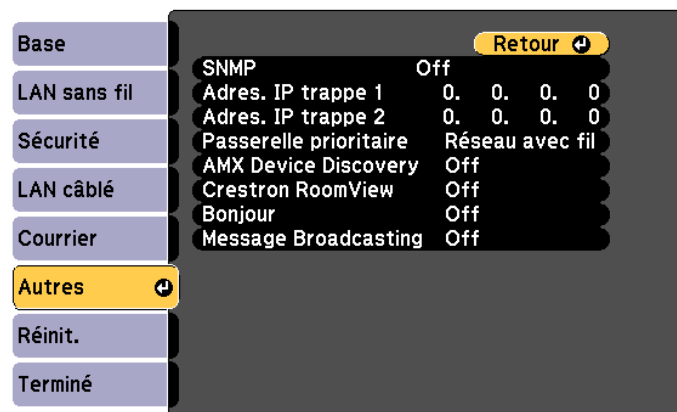 Base
LAN sans fil
Sécurité
LAN câblé
Courrier
Autres
Réinit.
Terminé
Retour
SNMP Off
Adres. IP trappe 1 0. 0. 0. 0
Adres. IP trappe 2 0. 0. 0. 0
Passerelle prioritaire Réseau avec fil
AMX Device Discovery Off
Crestron RoomView Off
Bonjour Off
Message Broadcasting Off